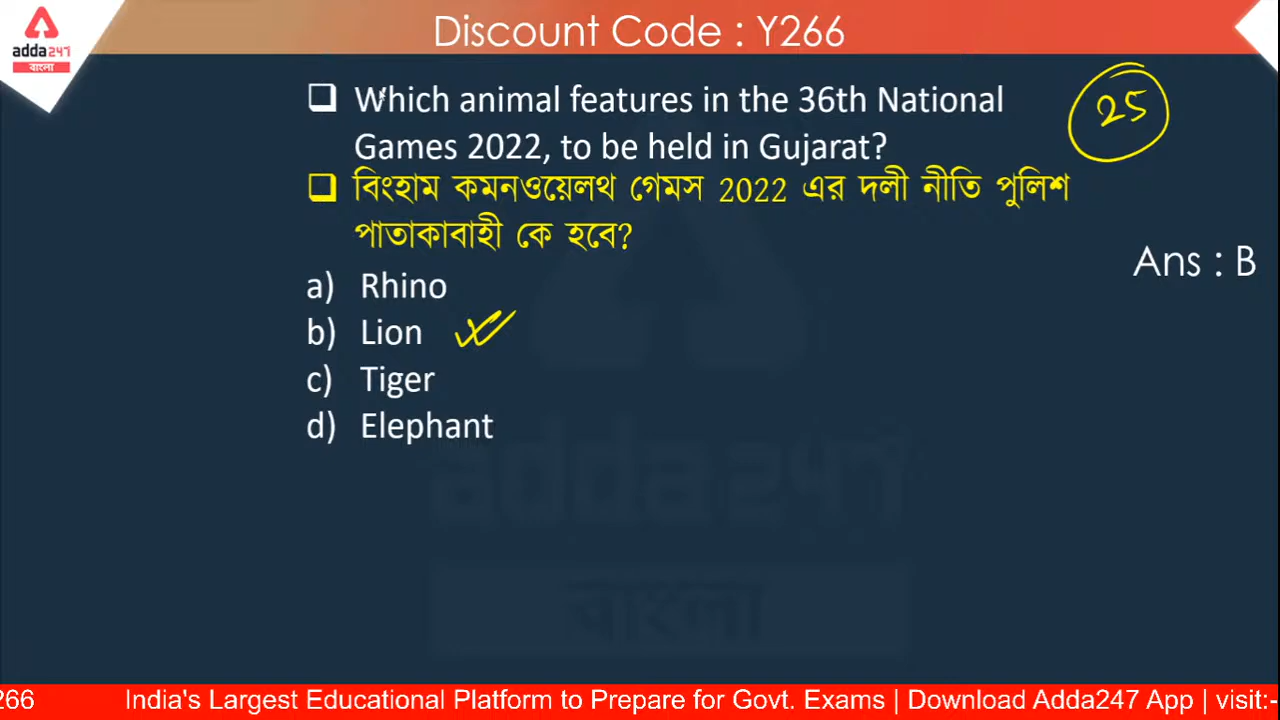 Discount Code : Y266
adda247
বাংলা
❑ Which animal features in the 36th National
Games 2022, to be held in Gujarat?
25
❑ বিংহাম কমনওয়েলথ গেমস 2022 এর দলী নীতি পুলিশ
পাতাকাবাহী কে হবে?
Ans : B
a) Rhino
b) Lion
c) Tiger
d) Elephant
adda247
বাংলা
266 India's Largest Educational Platform to Prepare for Govt. Exams | Download Adda247 App | visit:-